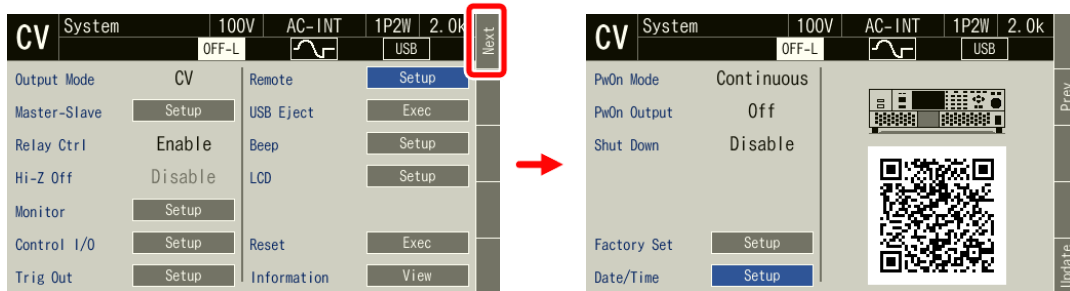 CV System 100V AC-INT 1P2W 2.0k Next
OFF-L USB
Output Mode CV Remote Setup
Master-Slave Setup USB Eject Exec
Relay Ctrl Enable Beep Setup
Hi-Z Off Disable LCD Setup
Monitor Setup
Control I/O Setup Reset Exec
Trig Out Setup Information View
CV System 100V AC-INT 1P2W 2.0k
OFF-L USB
PwOn Mode Continuous Prev
PwOn Output Off
Shut Down Disable
Factory Set Setup
Date/Time Setup Update